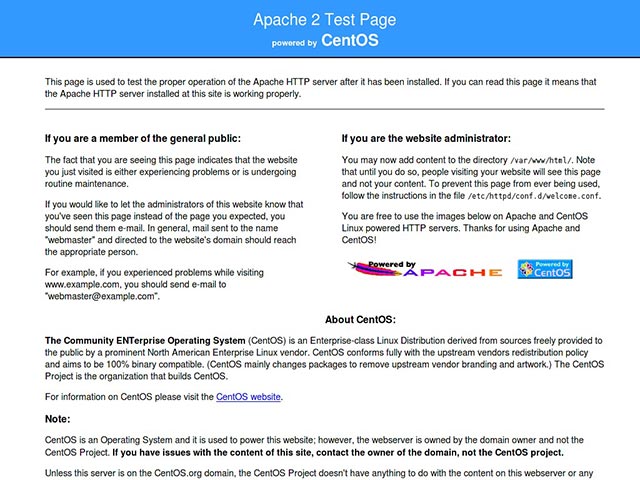 Apache 2 Test Page
powered by CentOS
This page is used to test the proper operation of the Apache HTTP server after it has been installed. If you can read this page it means that
the Apache HTTP server installed at this site is working properly.
If you are a member of the general public:
The fact that you are seeing this page indicates that the website
you just visited is either experiencing problems or is undergoing
routine maintenance.
If you would like to let the administrators of this website know that
you've seen this page instead of the page you expected, you
should send them e-mail. In general, mail sent to the name
"webmaster" and directed to the website's domain should reach
the appropriate person.
For example, if you experienced problems while visiting
www.example.com, you should send e-mail to
"webmaster@example.com".
If you are the website administrator:
You may now add content to the directory /var/www/html/. Note
that until you do so, people visiting your website will see this page
and not your content. To prevent this page from ever being used,
follow the instructions in the file /etc/httpd/conf.d/welcome.conf.
You are free to use the images below on Apache and CentOS
Linux powered HTTP servers. Thanks for using Apache and
CentOS!
Powered by
APACHE
Powered by
CentOS
About CentOS:
The Community ENTerprise Operating System (CentOS) is an Enterprise-class Linux Distribution derived from sources freely provided to
the public by a prominent North American Enterprise Linux vendor. CentOS conforms fully with the upstream vendors redistribution policy
and aims to be 100% binary compatible. (CentOS mainly changes packages to remove upstream vendor branding and artwork.) The CentOS
Project is the organization that builds CentOS.
For information on CentOS please visit the CentOS website.
Note:
CentOS is an Operating System and it is used to power this website; however, the webserver is owned by the domain owner and not the
CentOS Project. If you have issues with the content of this site, contact the owner of the domain, not the CentOS project.
Unless this server is on the CentOS.org domain, the CentOS Project doesn't have anything to do with the content on this webserver or any